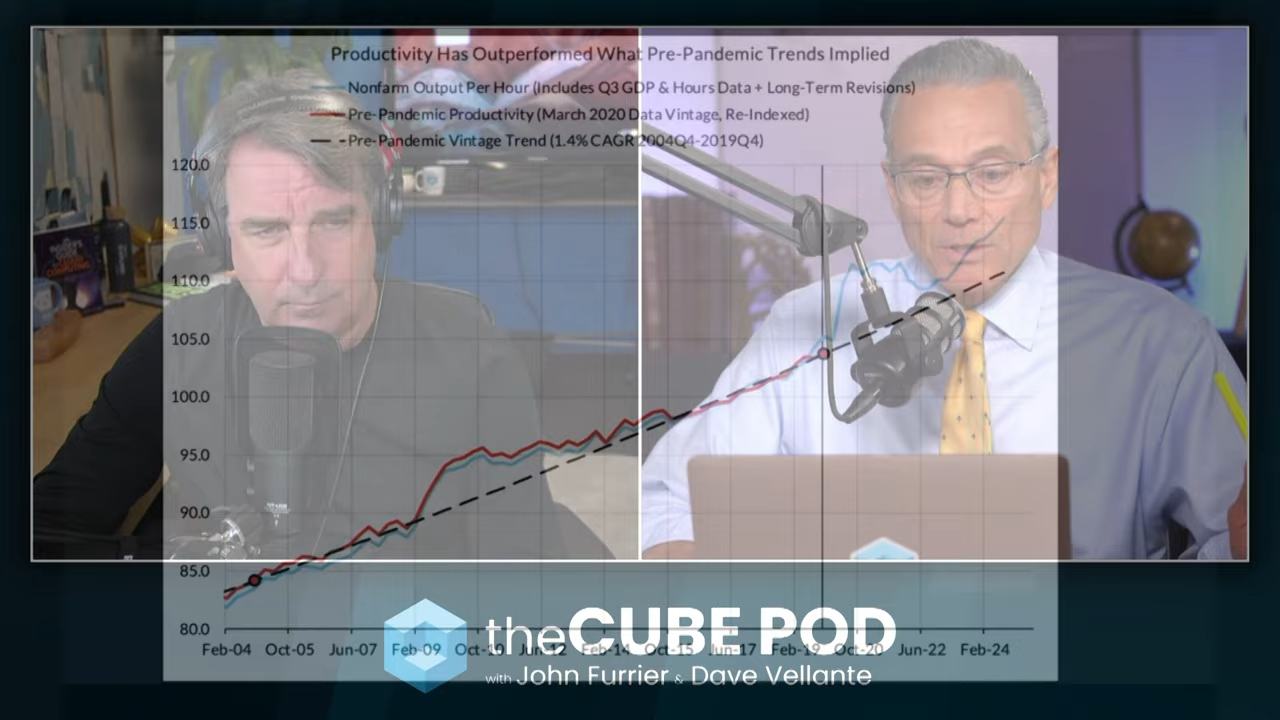 Productivity Has Outperformed What Pre-Pandemic Trends Implied
Nonfarm Output Per Hour (Includes Q3 GDP & Hours Data + Long-Term Revisions)
Pre-Pandemic Productivity (March 2020 Data Vintage, Re-Indexed)
Pre-Pandemic Vintage Trend (1.4% CAGR 2004Q4-2019Q4)
120.0
115.0
110.0
105.0
100.0
95.0
90.0
85.0
80.0
Feb-04 Oct-05 Jun-07 Feb-09 Oct-10 Jun-12 Feb-14 Oct-15 Jun-17 Feb-19 Oct-20 Jun-22 Feb-24
theCUBE POD
with John Furrier & Dave Vellante